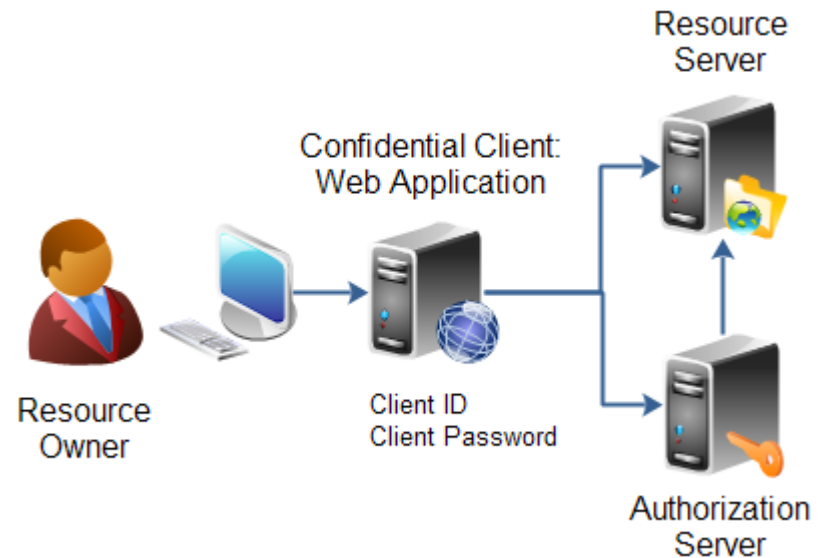 Resource
Server
Confidential Client:
Web Application
Resource
Owner
Client ID
Client Password
Authorization
Server